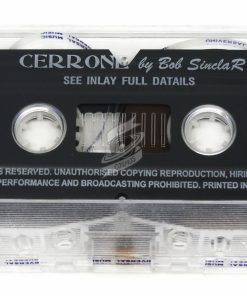 CERRONE by Bob SinclaR
SEE INLAY FULL DATAILS
S RESERVED. UNAUTHORISED COPYING REPRODUCTION, HIRI
PERFORMANCE AND BROADCASTING PROHIBITED. PRINTED IN